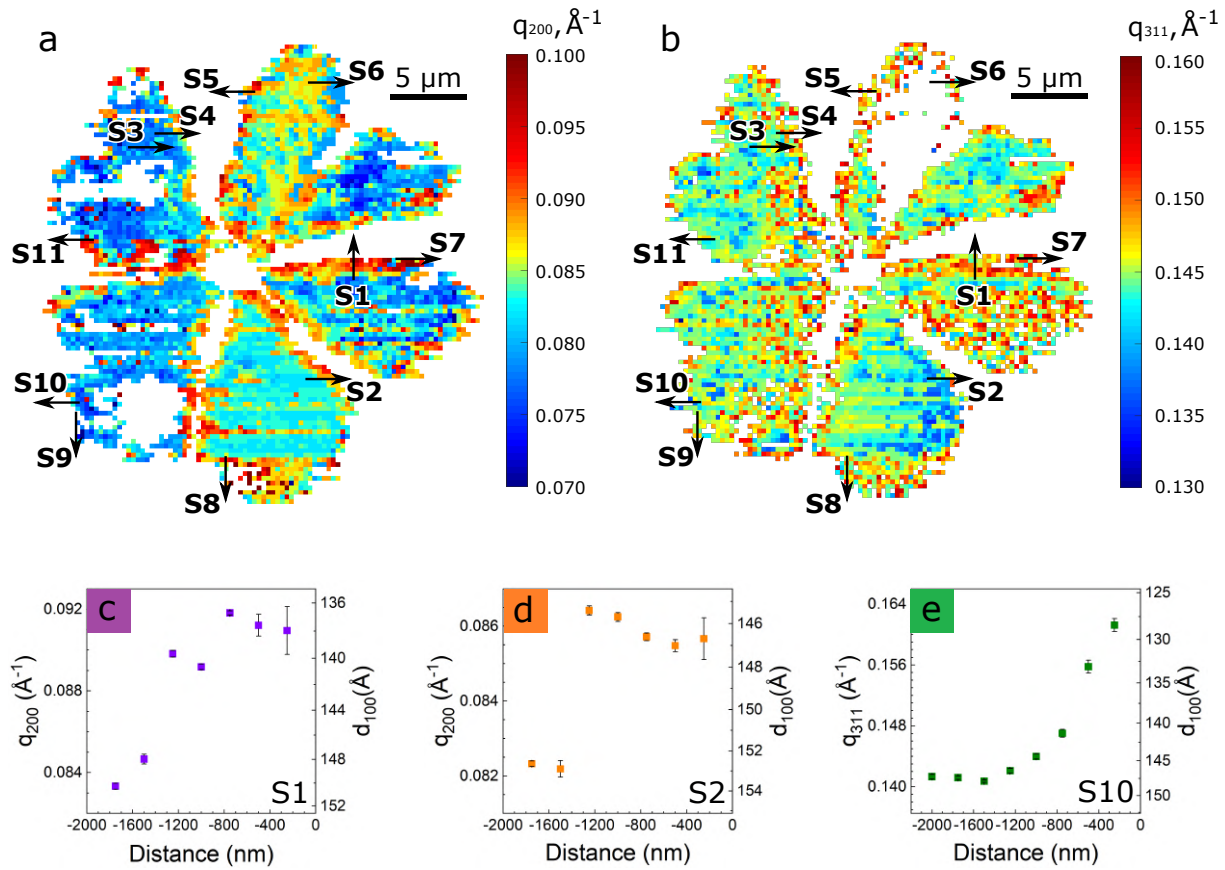 a
q200, Å-1
0.100
0.095
0.090
0.085
0.080
0.075
0.070
5 µm
S5
S6
S4
S3
S11
S7
S1
S10
S2
S9
S8
b
q311, Å-1
0.160
0.155
0.150
0.145
0.140
0.135
0.130
5 µm
S5
S6
S4
S3
S11
S7
S1
S10
S2
S9
S8
c
q200 (Å-1)
0.092
0.088
0.084
136
140
144
148
152
d100(Å)
S1
-2000 -1600 -1200 -800 -400 0
Distance (nm)
d
q200 (Å-1)
0.086
0.084
0.082
146
148
150
152
154
d100(Å)
S2
-2000 -1600 -1200 -800 -400 0
Distance (nm)
e
q311 (Å-1)
0.164
0.156
0.148
0.140
125
130
135
140
145
150
d100(Å)
S10
-2000 -1600 -1200 -800 -400 0
Distance (nm)